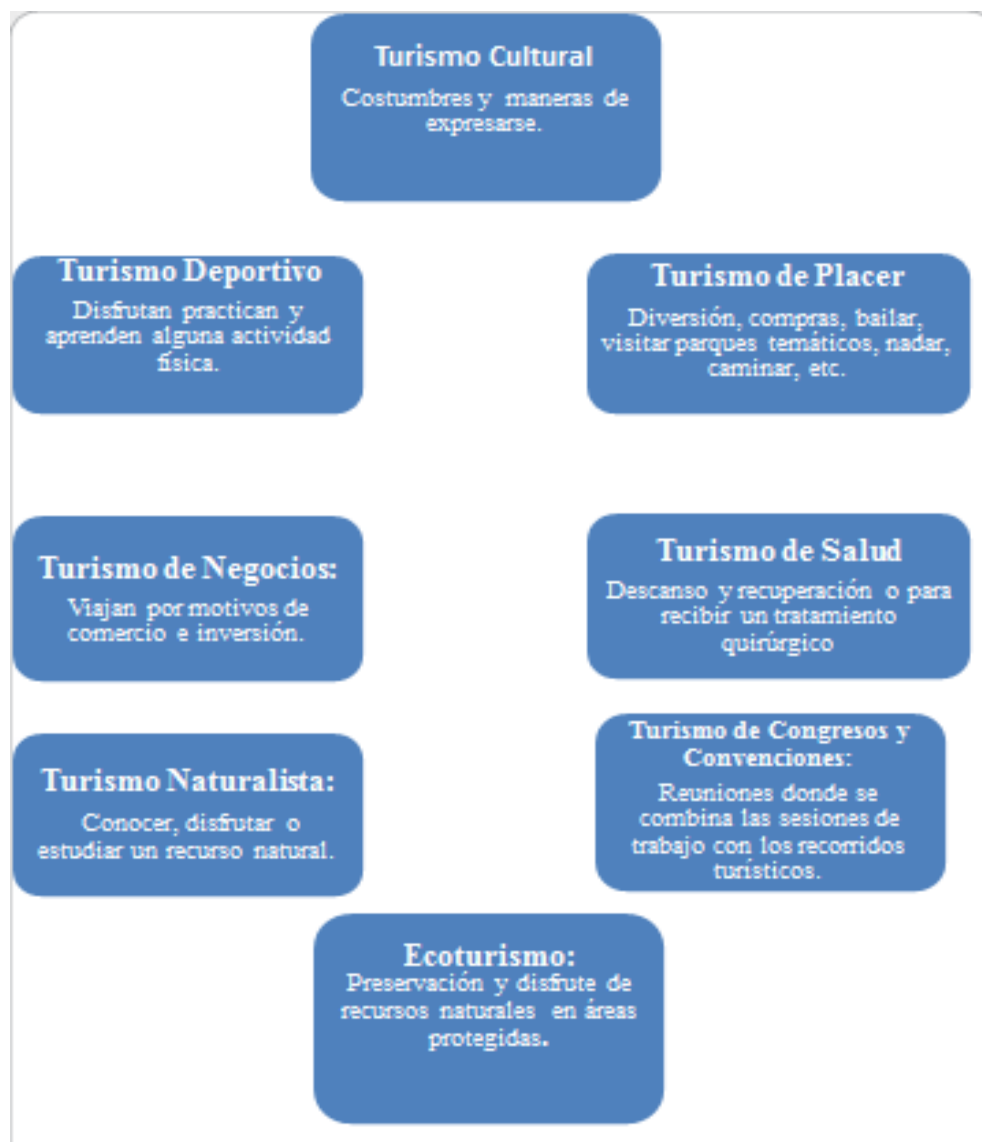 Turismo Cultural
Costumbres y maneras de
expresarse.
Turismo Deportivo
Disfrutan practican y
aprenden alguna actividad
física.
Turismo de Placer
Diversión, compras, bailar,
visitar parques temáticos, nadar,
caminar, etc.
Turismo de Negocios:
Viajan por motivos de
comercio e inversión.
Turismo de Salud
Descanso y recuperación o para
recibir un tratamiento
quirúrgico
Turismo Naturalista:
Conocer, disfrutar o
estudiar un recurso natural.
Turismo de Congresos y
Convenciones:
Reuniones donde se
combina las sesiones de
trabajo con los recorridos
turísticos.
Ecoturismo:
Preservación y disfrute de
recursos naturales en áreas
protegidas.